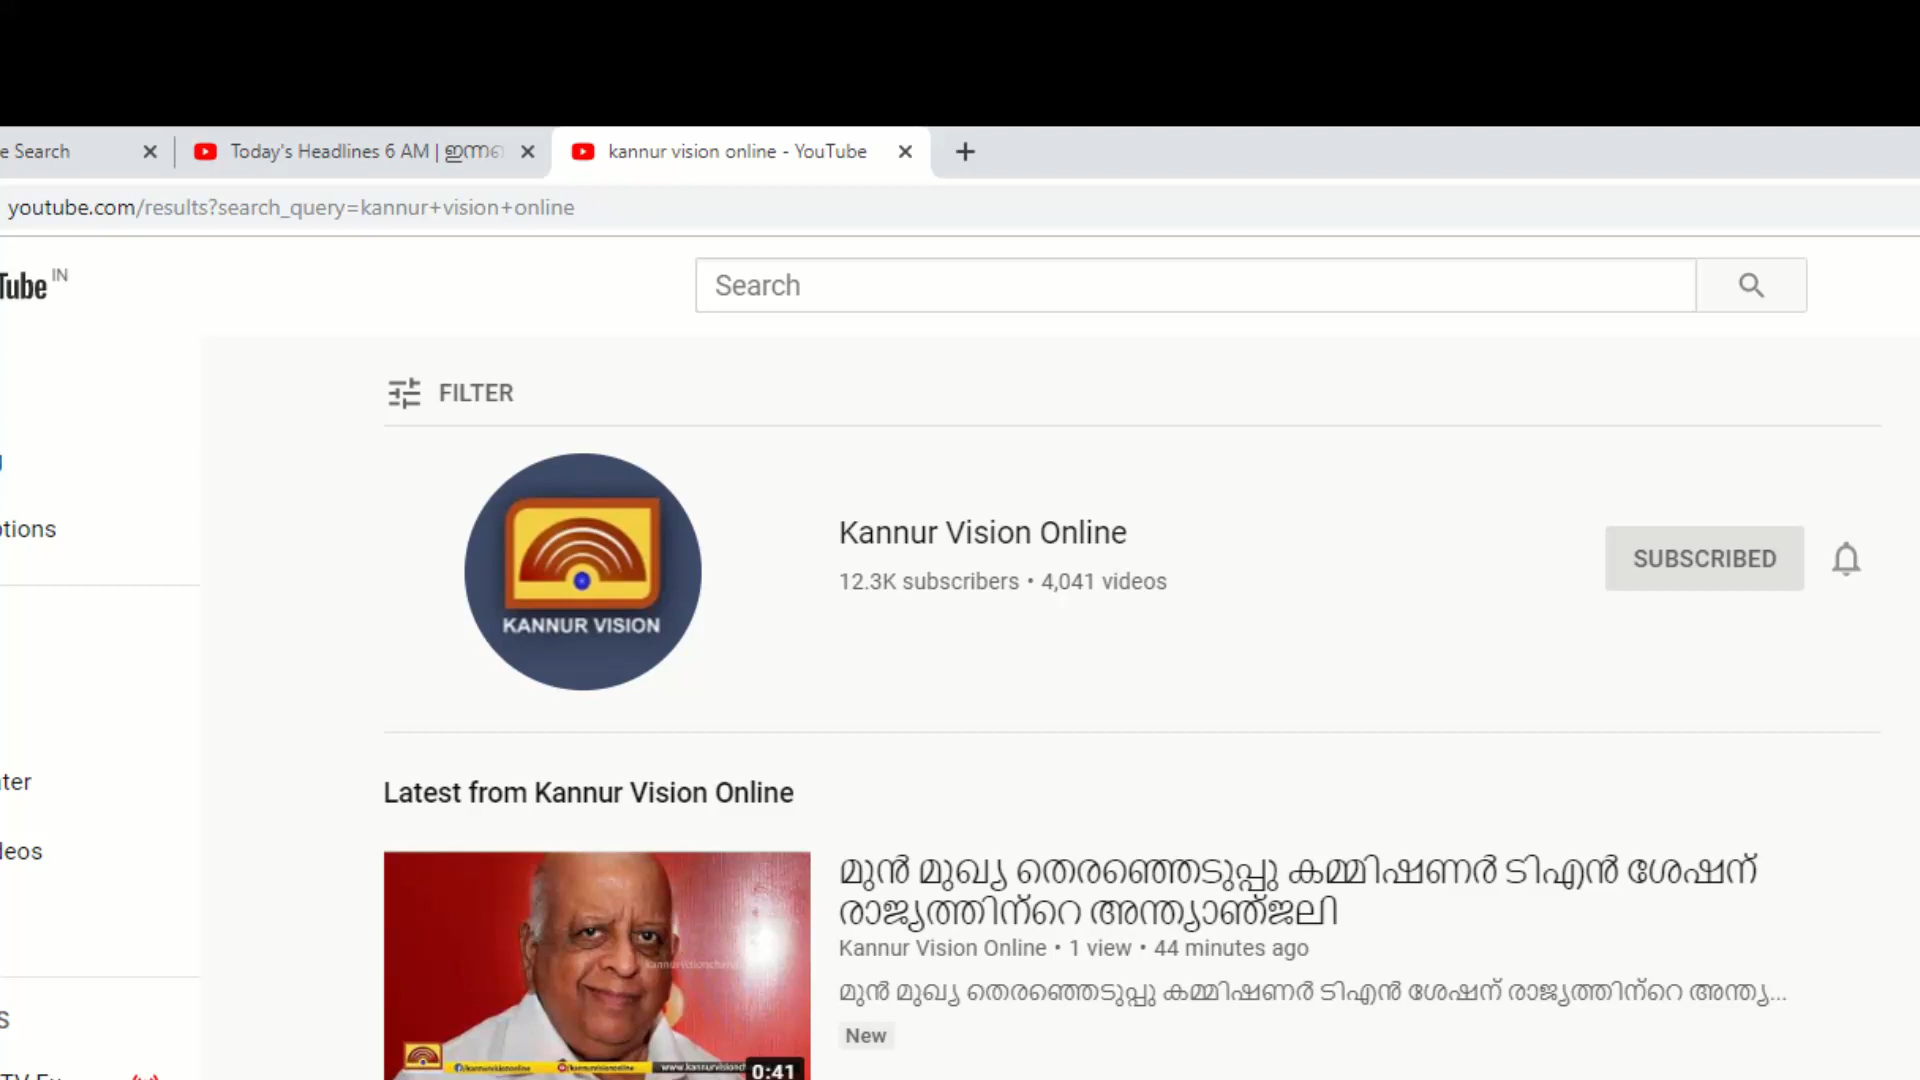 e Search
Today's Headlines 6 AM | ഇന്നത്
kannur vision online - YouTube
youtube.com/results?search_query=kannur+vision+online
Tube IN
Search
FILTER
KANNUR VISION
Kannur Vision Online
12.3K subscribers • 4,041 videos
SUBSCRIBED
otions
ter
leos
Latest from Kannur Vision Online
മുൻ മുഖ്യ തെരഞ്ഞെടുപ്പു കമ്മിഷണർ ടിഎൻ ശേഷന്
രാജ്യത്തിന്റെ അന്ത്യാഞ്ജലി
Kannur Vision Online • 1 view • 44 minutes ago
മുൻ മുഖ്യ തെരഞ്ഞെടുപ്പു കമ്മിഷണർ ടിഎൻ ശേഷന് രാജ്യത്തിന്റെ അന്ത്യ...
New
0:41
S